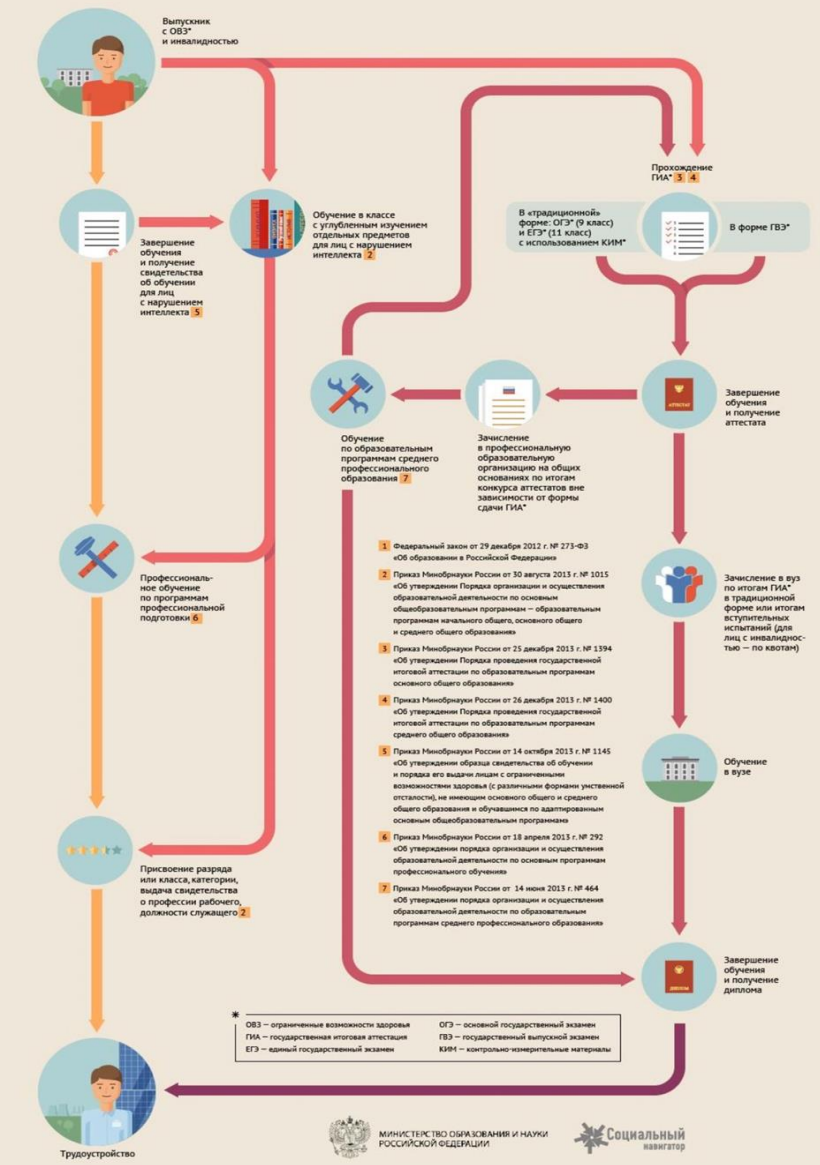 Выпускник
с ОВЗ*
и инвалидностью
Прохождение
ГИА* 3 4
В «традиционной»
форме: ОГЭ* (9 класс)
и ЕГЭ* (11 класс)
с использованием КИМ*
В форме ГВЭ*
Завершение
обучения
и получение
свидетельства
об обучении
для лиц
с нарушением
интеллекта 5
Обучение в классе
с углубленным изучением
отдельных предметов
для лиц с нарушением
интеллекта 2
Обучение
по образовательным
программам среднего
профессионального
образования 7
Зачисление
в профессиональную
образовательную
организацию на общих
основаниях по итогам
конкурса аттестатов вне
зависимости от формы
сдачи ГИА*
АТТЕСТАТ
Завершение
обучения
и получение
аттестата
Профессиональ-
ное обучение
по программам
профессиональной
подготовки 6
1 Федеральный закон от 29 декабря 2012 г. № 273-ФЗ
«Об образовании в Российской Федерации»
2 Приказ Минобрнауки России от 30 августа 2013 г. № 1015
«Об утверждении Порядка организации и осуществления
образовательной деятельности по основным
общеобразовательным программам — образовательным
программам начального общего, основного общего
и среднего общего образования»
3 Приказ Минобрнауки России от 25 декабря 2013 г. № 1394
«Об утверждении Порядка проведения государственной
итоговой аттестации по образовательным программам
основного общего образования»
4 Приказ Минобрнауки России от 26 декабря 2013 г. № 1400
«Об утверждении Порядка проведения государственной
итоговой аттестации по образовательным программам
среднего общего образования»
5 Приказ Минобрнауки России от 14 октября 2013 г. № 1145
«Об утверждении образца свидетельства об обучении
и порядка его выдачи лицам с ограниченными
возможностями здоровья (с различными формами умственной
отсталости), не имеющим основного общего и среднего
общего образования и обучавшимся по адаптированным
основным общеобразовательным программам»
6 Приказ Минобрнауки России от 18 апреля 2013 г. № 292
«Об утверждении порядка организации и осуществления
образовательной деятельности по основным программам
профессионального обучения»
7 Приказ Минобрнауки России от 14 июня 2013 г. № 464
«Об утверждении порядка организации и осуществления
образовательной деятельности по образовательным
программам среднего профессионального образования»
Зачисление в вуз
по итогам ГИА*
в традиционной
форме или итогам
вступительных
испытаний (для
лиц с инвалиднос-
тью — по квотам)
Обучение
в вузе
Присвоение разряда
или класса, категории,
выдача свидетельства
о профессии рабочего,
должности служащего 2
ДИПЛОМ
Завершение
обучения
и получение
диплома
*
ОВЗ — ограниченные возможности здоровья
ГИА — государственная итоговая аттестация
ЕГЭ — единый государственный экзамен
ОГЭ — основной государственный экзамен
ГВЭ — государственный выпускной экзамен
КИМ — контрольно-измерительные материалы
Трудоустройство
МИНИСТЕРСТВО ОБРАЗОВАНИЯ И НАУКИ
РОССИЙСКОЙ ФЕДЕРАЦИИ
Социальный
навигатор